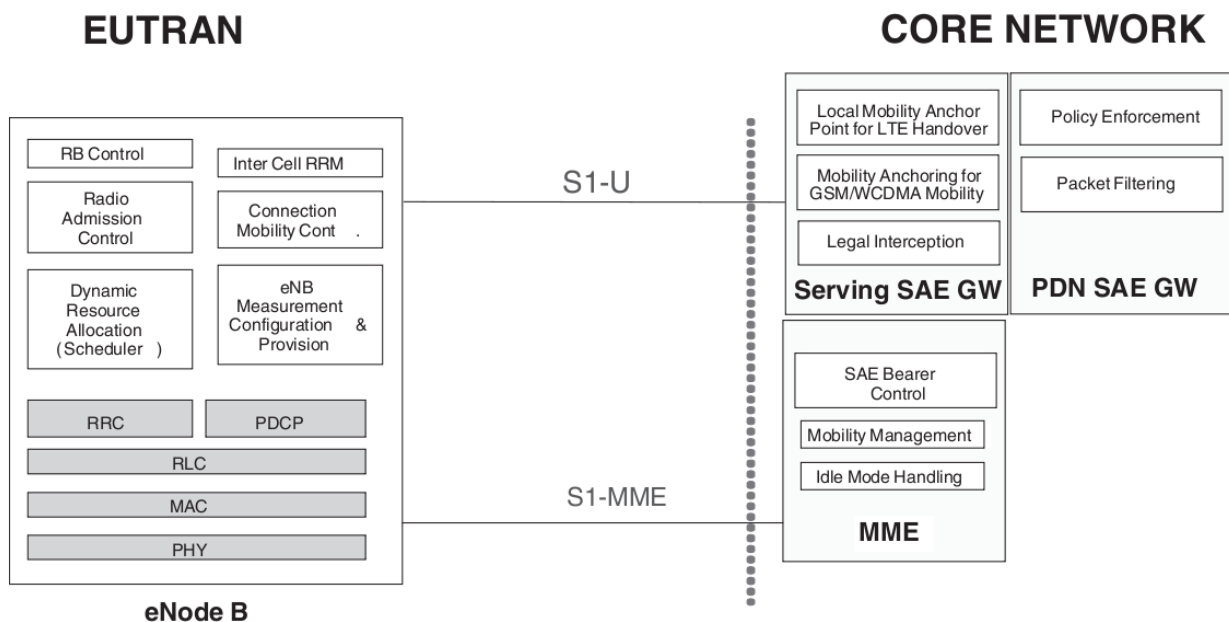 EUTRAN
CORE NETWORK
RB Control
Inter Cell RRM
Radio
Admission
Control
Connection
Mobility Cont .
Dynamic
Resource
Allocation
(Scheduler )
eNB
Measurement
Configuration &
Provision
RRC
PDCP
RLC
MAC
PHY
eNode B
S1-U
S1-MME
Local Mobility Anchor
Point for LTE Handover
Mobility Anchoring for
GSM/WCDMA Mobility
Legal Interception
Serving SAE GW
Policy Enforcement
Packet Filtering
PDN SAE GW
SAE Bearer
Control
Mobility Management
Idle Mode Handling
MME